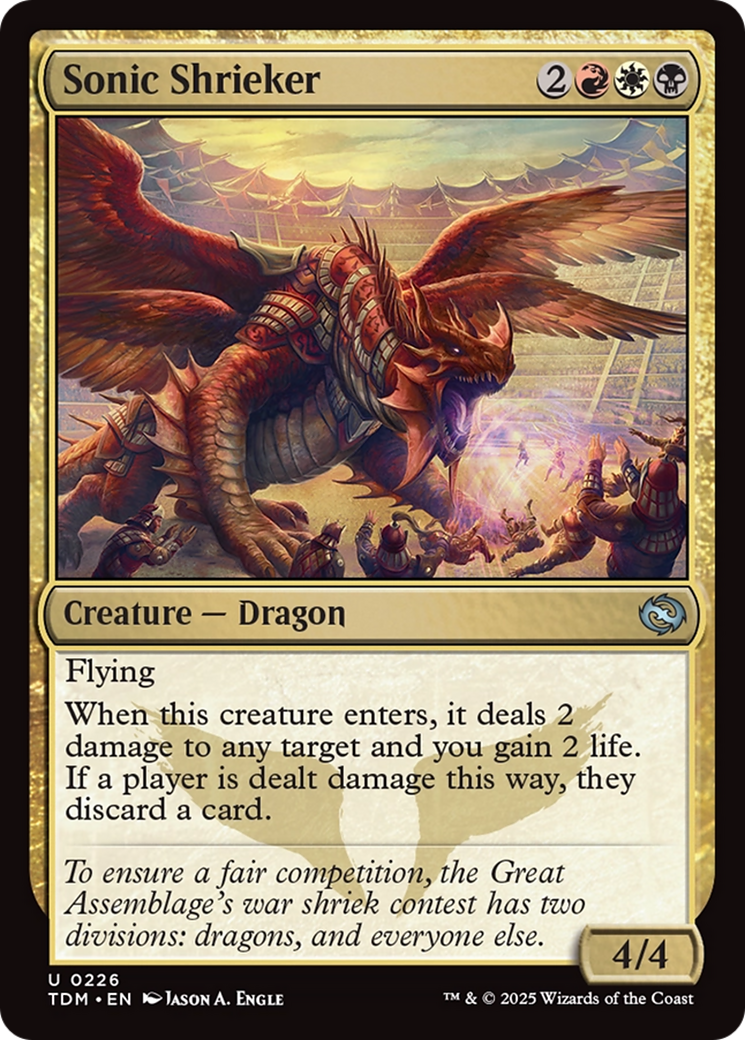 Sonic Shrieker 2
Creature — Dragon
Flying
When this creature enters, it deals 2
damage to any target and you gain 2 life.
If a player is dealt damage this way, they
discard a card.
To ensure a fair competition, the Great
Assemblage's war shriek contest has two
divisions: dragons, and everyone else.
4/4
U 0226
TDM • EN Jason A. Engle
™ & © 2025 Wizards of the Coast